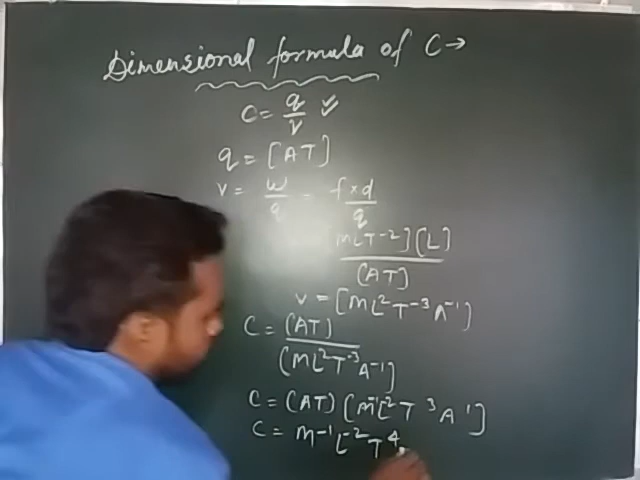 Dimensional formula of C →
C = q/V
q = [AT]
V = W/q = f×d/q
[MLT⁻²][L]/(AT)
V = [ML²T⁻³A⁻¹]
C = (AT)/[ML²T⁻³A⁻¹]
C = (AT)[M⁻¹L⁻²T³A¹]
C = M⁻¹L⁻²T⁴